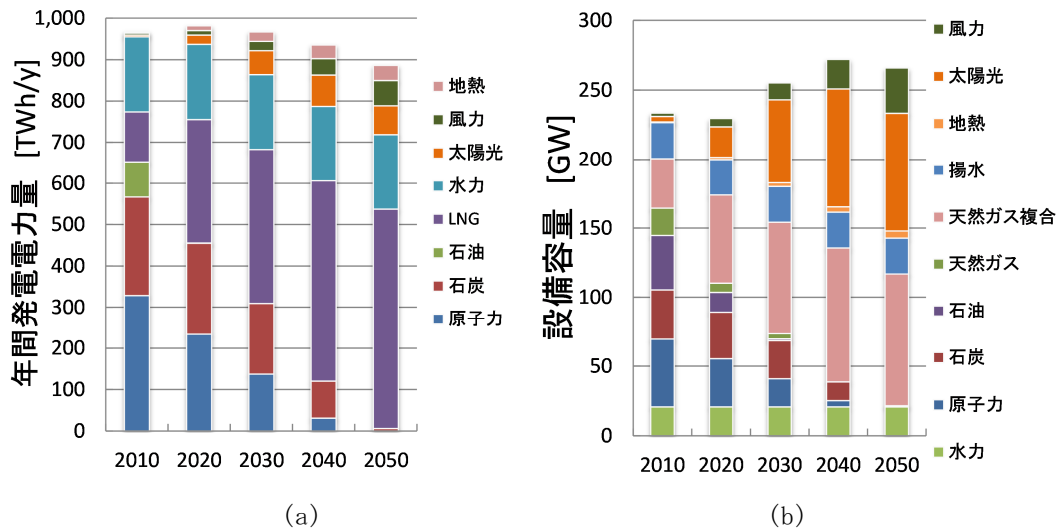 年間発電電力量 [TWh/y]
1,000
900
800
700
600
500
400
300
200
100
0
2010 2020 2030 2040 2050
地熱
風力
太陽光
水力
LNG
石油
石炭
原子力
(a)
設備容量 [GW]
300
250
200
150
100
50
0
2010 2020 2030 2040 2050
風力
太陽光
地熱
揚水
天然ガス複合
天然ガス
石油
石炭
原子力
水力
(b)